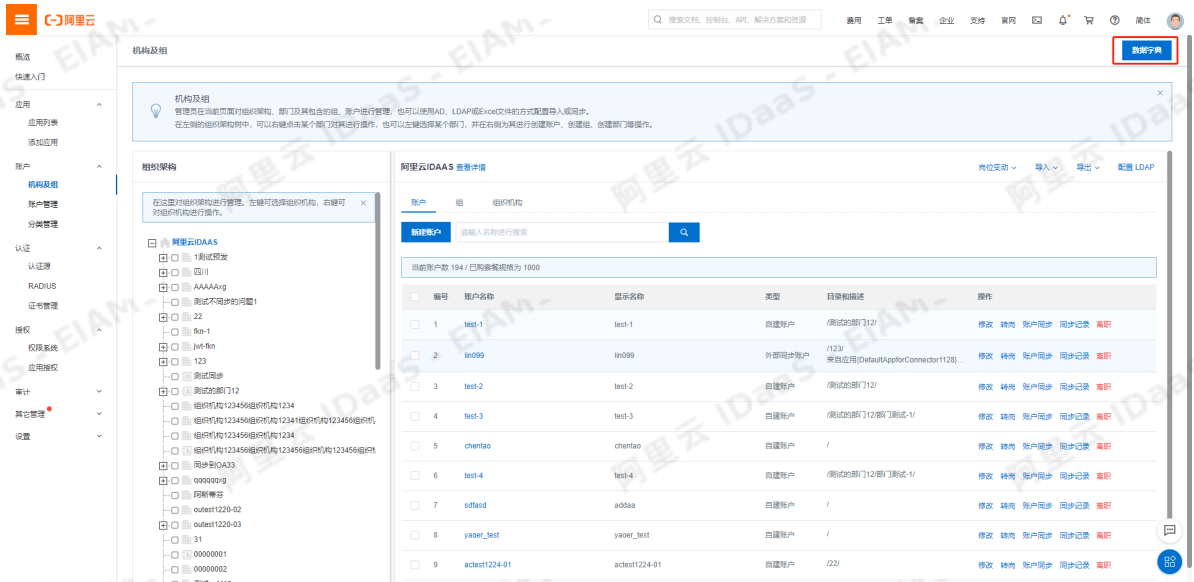 阿里云
搜索文档、控制台、API、解决方案和资源
费用 工单 备案 企业 支持 官网 简体
概览
快速入门
应用
应用列表
添加应用
账户
机构及组
账户管理
分类管理
认证
认证源
RADIUS
证书管理
授权
权限系统
应用授权
审计
其它管理
设置
机构及组
数据字典
机构及组
管理员在当前页面对组织架构、部门及其包含的组、账户进行管理，也可以使用AD、LDAP或Excel文件的方式配置导入或同步。
在左侧的组织架构树中，可以右键点击某个部门对其进行操作，也可以左键选择某个部门，并在右侧为其进行创建账户、创建组、创建部门等操作。
组织架构
在这里对组织架构进行管理。左键可选择组织机构，右键可
对组织机构进行操作。
阿里云IDAAS
1测试预发
四川
AAAAAxg
测试不同步的问题1
22
fkn-1
jwt-fkn
123
测试同步
测试的部门12
组织机构123456组织机构1234
组织机构123456组织机构12341组织机构123456组织机
组织机构123456组织机构1234
组织机构123456组织机构123456组织机构123456组织
同步到OA33
qqqqqqxg
阿斯蒂芬
outest1220-02
outest1220-03
31
00000001
00000002
阿里云IDAAS 查看详情
岗位变动 导入 导出 配置 LDAP
账户 组 组织机构
新建账户 请输入名称进行搜索
当前账户数 194 / 已购套餐规格为 1000
编号 账户名称 显示名称 类型 目录和描述 操作
1 test-1 test-1 自建账户 /测试的部门12/ 修改 转岗 账户同步 同步记录 离职
2 lin099 lin099 外部同步账户 /123/ 来自应用{DefaultAppforConnector1128}... 修改 转岗 账户同步 同步记录 离职
3 test-2 test-2 自建账户 /测试的部门12/ 修改 转岗 账户同步 同步记录 离职
4 test-3 test-3 自建账户 /测试的部门12/部门测试-1/ 修改 转岗 账户同步 同步记录 离职
5 chentao chentao 自建账户 / 修改 转岗 账户同步 同步记录 离职
6 test-4 test-4 自建账户 /测试的部门12/部门测试-1/ 修改 转岗 账户同步 同步记录 离职
7 sdfasd addaa 自建账户 / 修改 转岗 账户同步 同步记录 离职
8 yaoer_test yaoer_test 自建账户 / 修改 转岗 账户同步 同步记录 离职
9 actest1224-01 actest1224-01 自建账户 /22/ 修改 转岗 账户同步 同步记录 离职
阿里云 IDaaS - EIAM